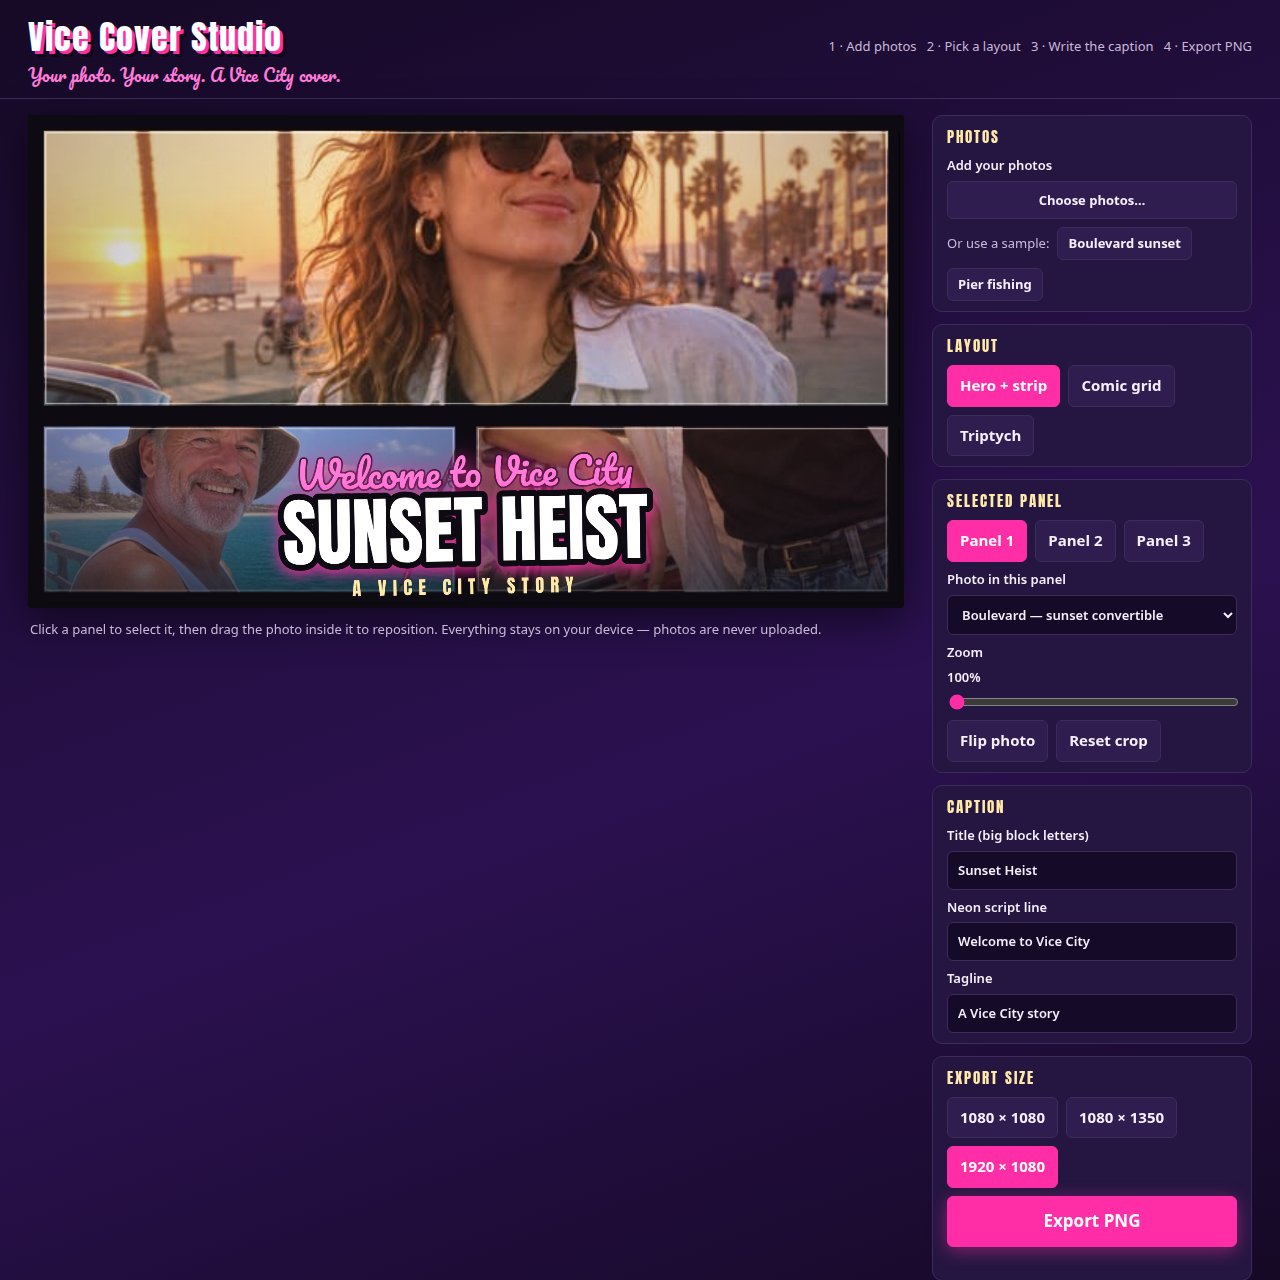 Vice Cover Studio
Your photo. Your story. A Vice City cover.
1 · Add photos 2 · Pick a layout 3 · Write the caption 4 · Export PNG
Welcome to Vice City
SUNSET HEIST
A VICE CITY STORY
Click a panel to select it, then drag the photo inside it to reposition. Everything stays on your device — photos are never uploaded.
PHOTOS
Add your photos
Choose photos…
Or use a sample: Boulevard sunset
Pier fishing
LAYOUT
Hero + strip Comic grid
Triptych
SELECTED PANEL
Panel 1 Panel 2 Panel 3
Photo in this panel
Boulevard — sunset convertible
Zoom
100%
Flip photo Reset crop
CAPTION
Title (big block letters)
Sunset Heist
Neon script line
Welcome to Vice City
Tagline
A Vice City story
EXPORT SIZE
1080 × 1080 1080 × 1350
1920 × 1080
Export PNG